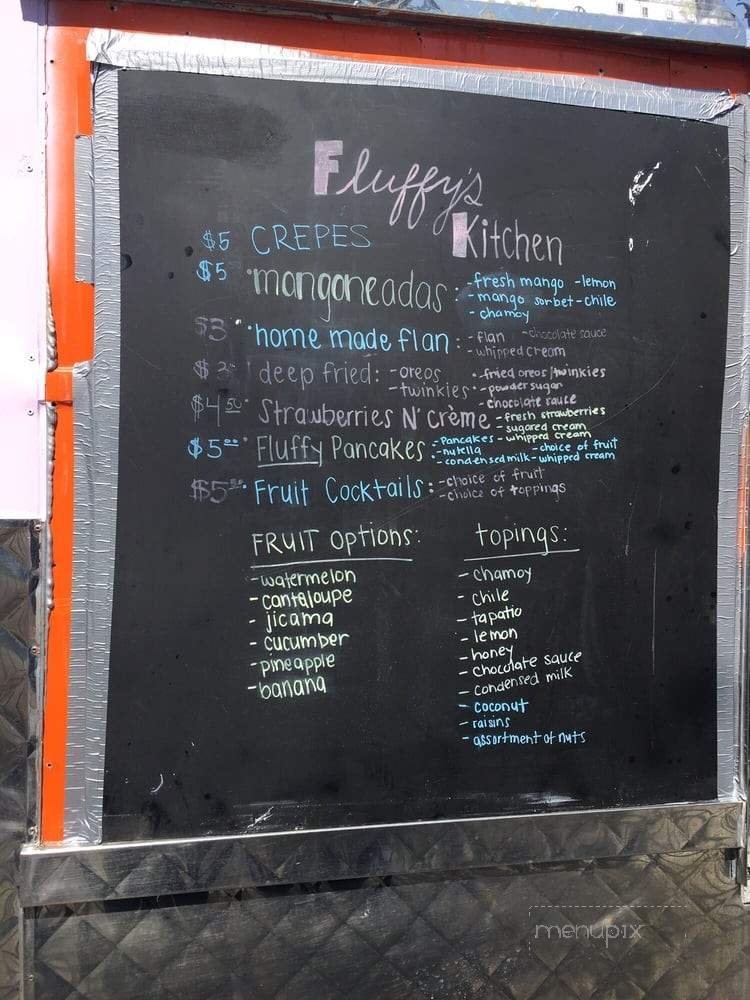 Fluffy's
Kitchen
$5 CREPES
$5 • mangoneadas : -fresh mango -lemon
- mango sorbet - chile
- chamoy
$3 • home made flan : - flan - chocolate sauce
- whipped cream
$3 • deep fried: - oreos • fried oreos/twinkies
- twinkies • - powder sugar
- chocolate sauce
$4.50 • Strawberries N' crème - fresh strawberries
- sugared cream
- whipped cream
$5 • Fluffy Pancakes : - Pancakes - choice of fruit
- nutella
- condensed milk - whipped cream
$5 • Fruit Cocktails : - choice of fruit
- choice of toppings
FRUIT OPtions:
- watermelon
- cantaloupe
- jicama
- cucumber
- pineapple
- banana
topings:
- chamoy
- chile
- tapatio
- lemon
- honey
- chocolate sauce
- condensed milk
- coconut
- raisins
- assortment of nuts
menupix